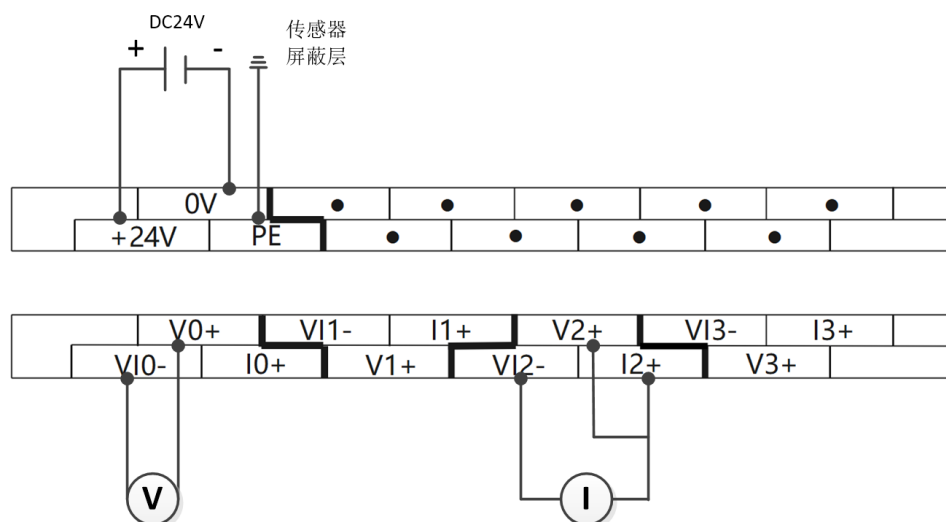 DC24V
+ -
传感器
屏蔽层
0V ● ● ● ● ●
+24V PE ● ● ● ●
V0+ VI1- I1+ V2+ VI3- I3+
VI0- I0+ V1+ VI2- I2+ V3+
V I